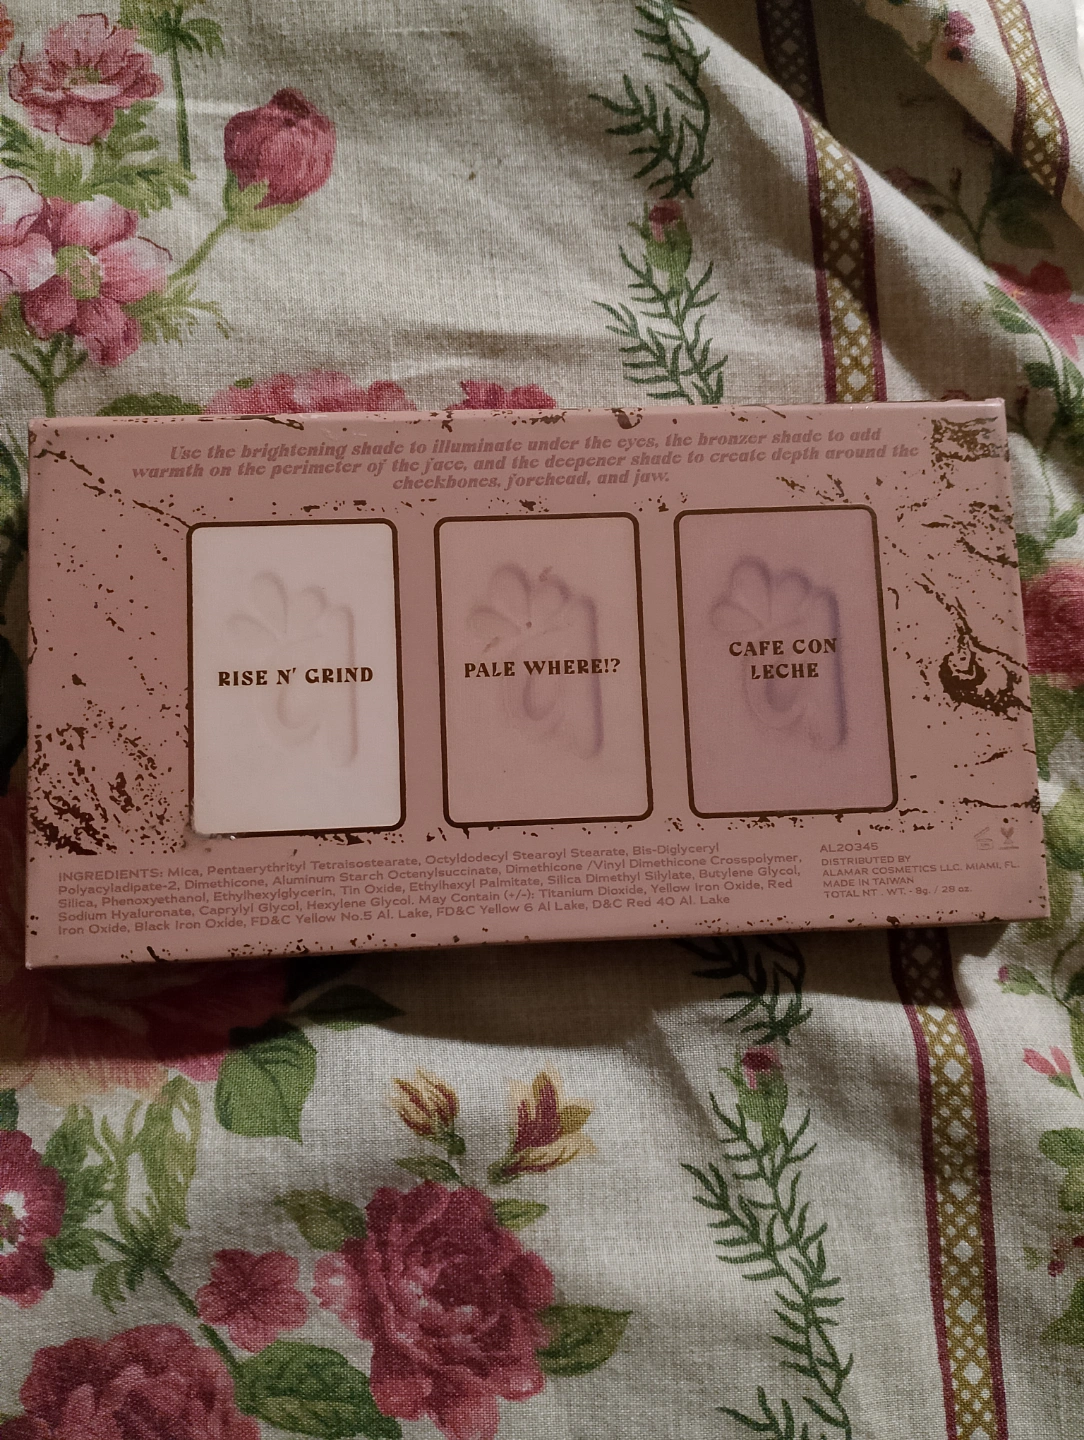 Use the brightening shade to illuminate under the eyes, the bronzer shade to add
warmth on the perimeter of the face, and the deepener shade to create depth around the
cheekbones, forehead, and jaw.
RISE N' GRIND
PALE WHERE!?
CAFE CON
LECHE
INGREDIENTS: Mica, Pentaerythrityl Tetraisostearate, Octyldodecyl Stearoyl Stearate, Bis-Diglyceryl
Polyacyladipate-2, Dimethicone, Aluminum Starch Octenylsuccinate, Dimethicone /Vinyl Dimethicone Crosspolymer,
Silica, Phenoxyethanol, Ethylhexylglycerin, Tin Oxide, Ethylhexyl Palmitate, Silica Dimethyl Silylate, Butylene Glycol,
Sodium Hyaluronate, Caprylyl Glycol, Hexylene Glycol. May Contain (+/-): Titanium Dioxide, Yellow Iron Oxide, Red
Iron Oxide, Black Iron Oxide, FD&C Yellow No.5 Al. Lake, FD&C Yellow 6 Al Lake, D&C Red 40 Al. Lake
AL20345
DISTRIBUTED BY
ALAMAR COSMETICS LLC. MIAMI, FL.
MADE IN TAIWAN
TOTAL NT . WT. - 8g. / 28 oz.